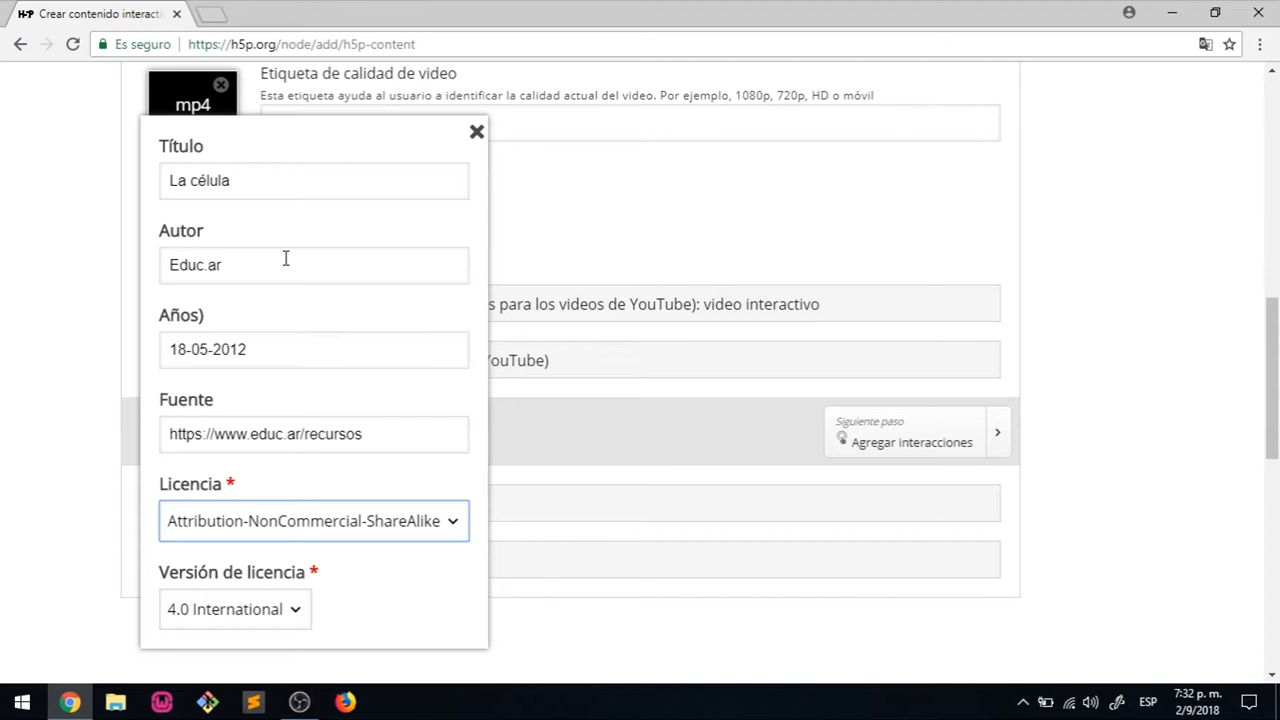 H-P Crear contenido interacti
Es seguro https://h5p.org/node/add/h5p-content
mp4
Etiqueta de calidad de video
Esta etiqueta ayuda al usuario a identificar la calidad actual del video. Por ejemplo, 1080p, 720p, HD o móvil
Título
La célula
Autor
Educ.ar
s para los videos de YouTube): video interactivo
Años)
18-05-2012
ouTube)
Fuente
https://www.educ.ar/recursos
Siguiente paso
Agregar interacciones
Licencia *
Attribution-NonCommercial-ShareAlike
Versión de licencia *
4.0 International
ESP
7:32 p. m.
2/9/2018